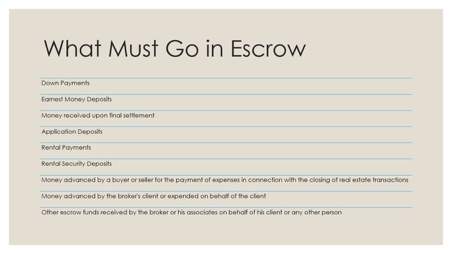 What Must Go in Escrow
Down Payments
Earnest Money Deposits
Money received upon final settlement
Application Deposits
Rental Payments
Rental Security Deposits
Money advanced by a buyer or seller for the payment of expenses in connection with the closing of real estate transactions
Money advanced by the broker's client or expended on behalf of the client
Other escrow funds received by the broker or his associates on behalf of his client or any other person